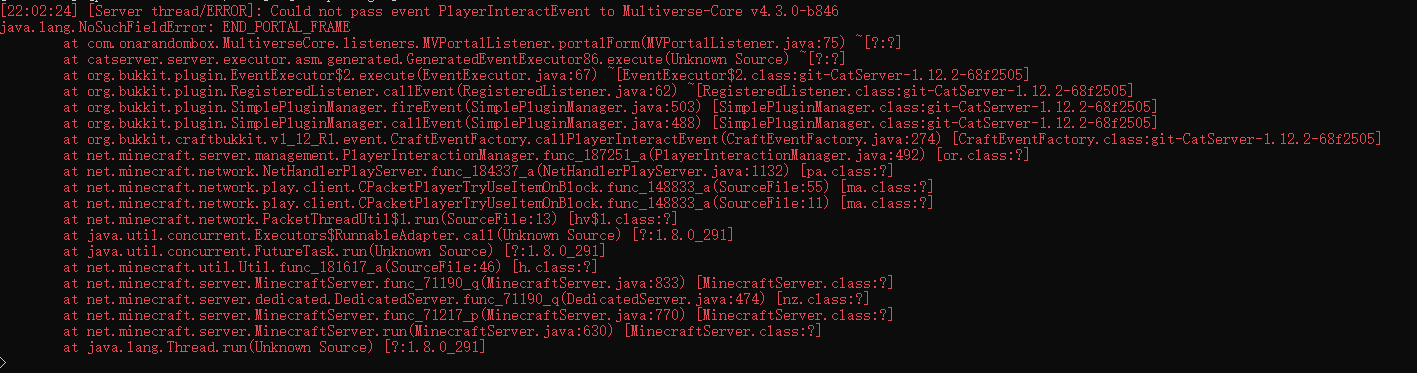 [22:02:24] [Server thread/ERROR]: Could not pass event PlayerInteractEvent to Multiverse-Core v4.3.0-b846
java.lang.NoSuchFieldError: END_PORTAL_FRAME
at com.onarandombox.MultiverseCore.listeners.MVPortalListener.portalForm(MVPortalListener.java:75) ~[?:?]
at catserver.server.executor.asm.generated.GeneratedEventExecutor86.execute(Unknown Source) ~[?:?]
at org.bukkit.plugin.EventExecutor$2.execute(EventExecutor.java:67) ~[EventExecutor$2.class:git-CatServer-1.12.2-68f2505]
at org.bukkit.plugin.RegisteredListener.callEvent(RegisteredListener.java:62) ~[RegisteredListener.class:git-CatServer-1.12.2-68f2505]
at org.bukkit.plugin.SimplePluginManager.fireEvent(SimplePluginManager.java:503) [SimplePluginManager.class:git-CatServer-1.12.2-68f2505]
at org.bukkit.plugin.SimplePluginManager.callEvent(SimplePluginManager.java:488) [SimplePluginManager.class:git-CatServer-1.12.2-68f2505]
at org.bukkit.craftbukkit.v1_12_R1.event.CraftEventFactory.callPlayerInteractEvent(CraftEventFactory.java:274) [CraftEventFactory.class:git-CatServer-1.12.2-68f2505]
at net.minecraft.server.management.PlayerInteractionManager.func_187251_a(PlayerInteractionManager.java:492) [or.class:?]
at net.minecraft.network.NetHandlerPlayServer.func_184337_a(NetHandlerPlayServer.java:1132) [pa.class:?]
at net.minecraft.network.play.client.CPacketPlayerTryUseItemOnBlock.func_148833_a(SourceFile:55) [ma.class:?]
at net.minecraft.network.play.client.CPacketPlayerTryUseItemOnBlock.func_148833_a(SourceFile:11) [ma.class:?]
at net.minecraft.network.PacketThreadUtil$1.run(SourceFile:13) [hv$1.class:?]
at java.util.concurrent.Executors$RunnableAdapter.call(Unknown Source) [?:1.8.0_291]
at java.util.concurrent.FutureTask.run(Unknown Source) [?:1.8.0_291]
at net.minecraft.util.Util.func_181617_a(SourceFile:46) [h.class:?]
at net.minecraft.server.MinecraftServer.func_71190_q(MinecraftServer.java:833) [MinecraftServer.class:?]
at net.minecraft.server.dedicated.DedicatedServer.func_71190_q(DedicatedServer.java:474) [nz.class:?]
at net.minecraft.server.MinecraftServer.func_71217_p(MinecraftServer.java:770) [MinecraftServer.class:?]
at net.minecraft.server.MinecraftServer.run(MinecraftServer.java:630) [MinecraftServer.class:?]
at java.lang.Thread.run(Unknown Source) [?:1.8.0_291]
>